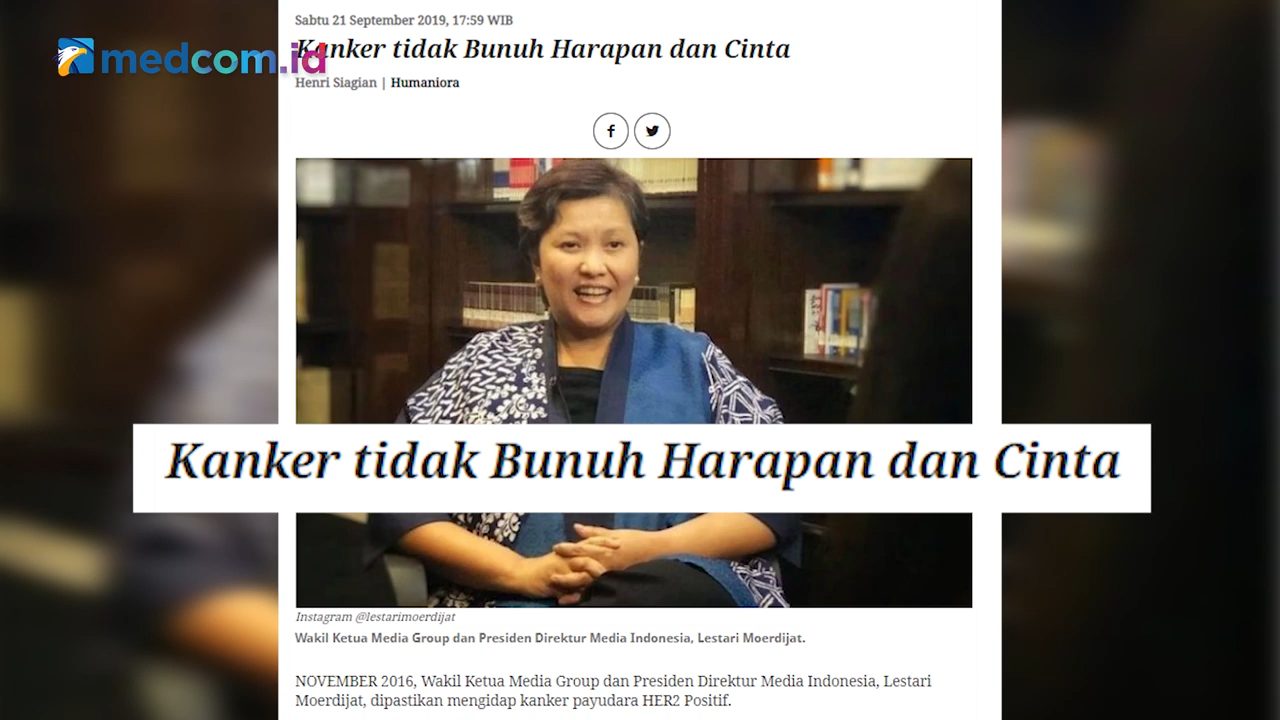 Sabtu 21 September 2019, 17:59 WIB
medcom.id
Kanker tidak Bunuh Harapan dan Cinta
Henri Siagian | Humaniora
Kanker tidak Bunuh Harapan dan Cinta
Instagram @lestarimoerdijat
Wakil Ketua Media Group dan Presiden Direktur Media Indonesia, Lestari Moerdijat.
NOVEMBER 2016, Wakil Ketua Media Group dan Presiden Direktur Media Indonesia, Lestari
Moerdijat, dipastikan mengidap kanker payudara HER2 Positif.